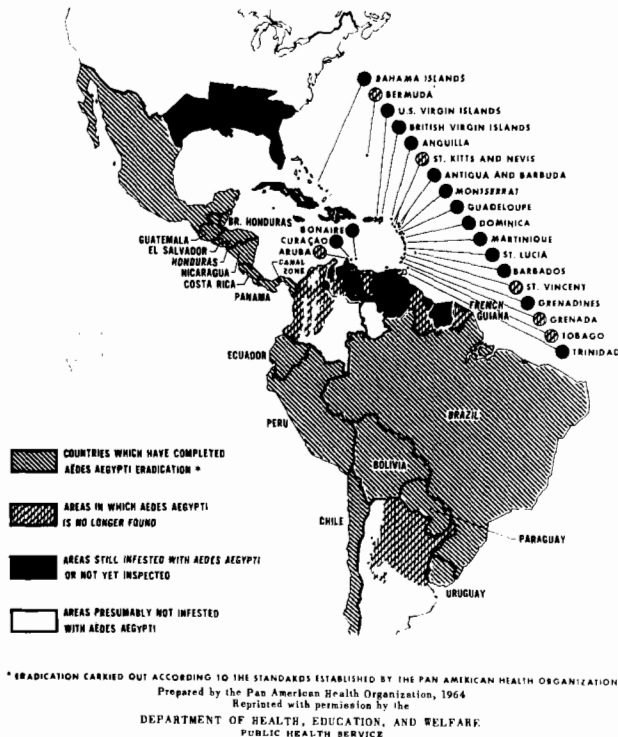 BAHAMA ISLANDS
BERMUDA
U.S. VIRGIN ISLANDS
BRITISH VIRGIN ISLANDS
ANGUILLA
ST. KITTS AND NEVIS
ANTIGUA AND BARBUDA
MONTSERRAT
GUADELOUPE
DOMINICA
MARTINIQUE
ST. LUCIA
BARBADOS
ST. VINCENT
GRENADINES
GRENADA
TOBAGO
TRINIDAD
BR. HONDURAS
GUATEMALA
EL SALVADOR
HONDURAS
NICARAGUA
COSTA RICA
PANAMA
CANAL
ZONE
BONAIRE
CURAÇAO
ARUBA
FRENCH
GUIANA
ECUADOR
PERU
BRAZIL
BOLIVIA
CHILE
PARAGUAY
URUGUAY
COUNTRIES WHICH HAVE COMPLETED
AËDES AEGYPTI ERADICATION *
AREAS IN WHICH AEDES AEGYPTI
IS NO LONGER FOUND
AREAS STILL INFESTED WITH AEDES AEGYPTI
OR NOT YET INSPECTED
AREAS PRESUMABLY NOT INFESTED
WITH AËDES AEGYPTI
* ERADICATION CARRIED OUT ACCORDING TO THE STANDARDS ESTABLISHED BY THE PAN AMERICAN HEALTH ORGANIZATION
Prepared by the Pan American Health Organization, 1964
Reprinted with permission by the
DEPARTMENT OF HEALTH, EDUCATION, AND WELFARE
PUBLIC HEALTH SERVICE